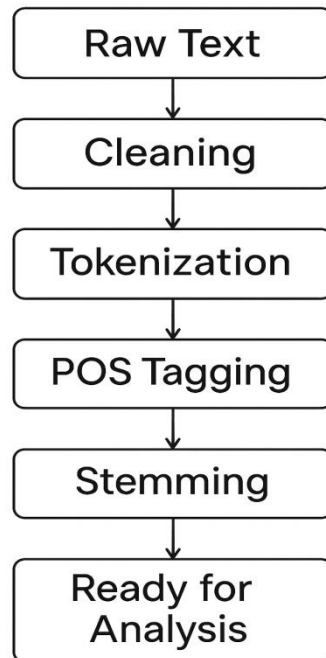 Raw Text
Cleaning
Tokenization
POS Tagging
Stemming
Ready for
Analysis